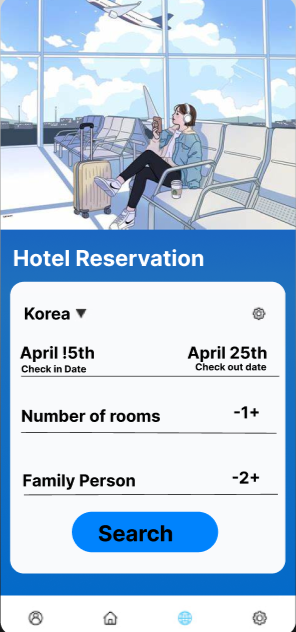 Hotel Reservation
Korea ▼
April !5th April 25th
Check in Date Check out date
Number of rooms -1+
Family Person -2+
Search